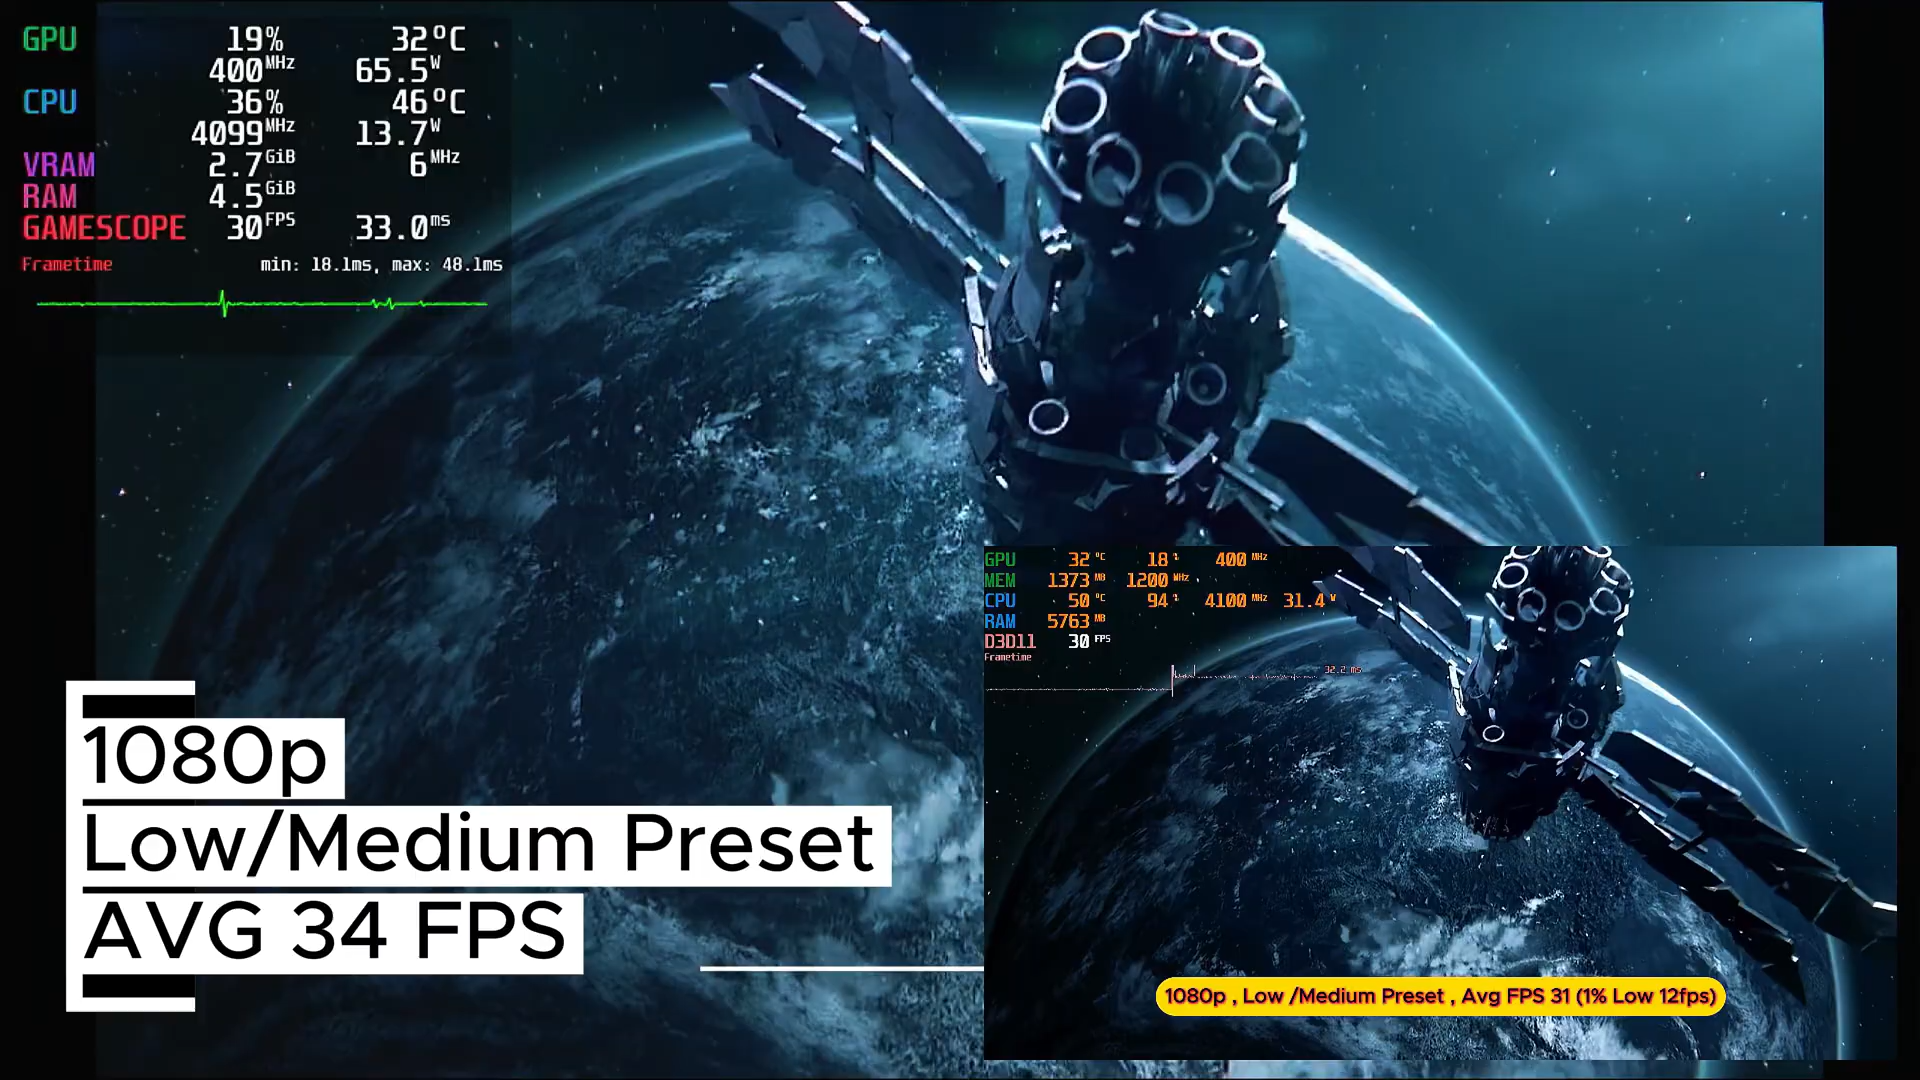 GPU 19% 32°C
400MHz 65.5W
CPU 36% 46°C
4099MHz 13.7W
VRAM 2.7GiB 6MHz
RAM 4.5GiB
GAMESCOPE 30FPS 33.0ms
Frametime min: 18.1ms, max: 48.1ms
1080p
Low/Medium Preset
AVG 34 FPS
GPU 32°C 18% 400MHz
MEM 1373MB 1200MHz
CPU 50°C 94% 4100MHz 31.4W
RAM 5763MB
D3D11 30FPS
Frametime
32.2 ms
1080p , Low /Medium Preset , Avg FPS 31 (1% Low 12fps)